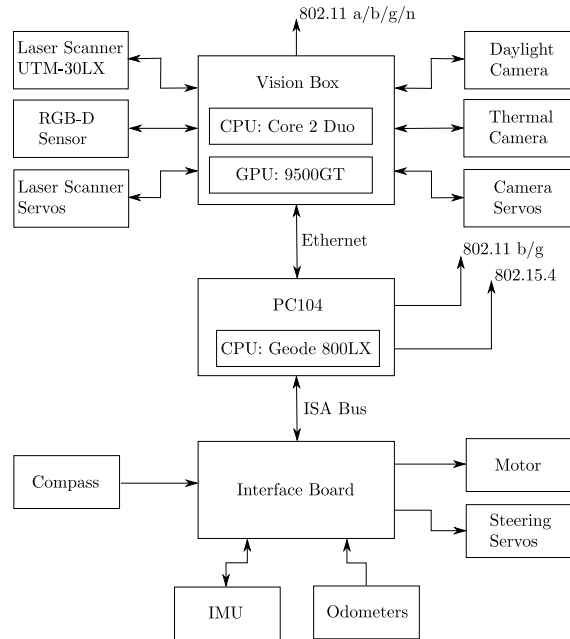 802.11 a/b/g/n
Laser Scanner
UTM-30LX
Vision Box
Daylight
Camera
RGB-D
Sensor
CPU: Core 2 Duo
Thermal
Camera
Laser Scanner
Servos
GPU: 9500GT
Camera
Servos
Ethernet
802.11 b/g
802.15.4
PC104
CPU: Geode 800LX
ISA Bus
Compass
Interface Board
Motor
Steering
Servos
IMU
Odometers